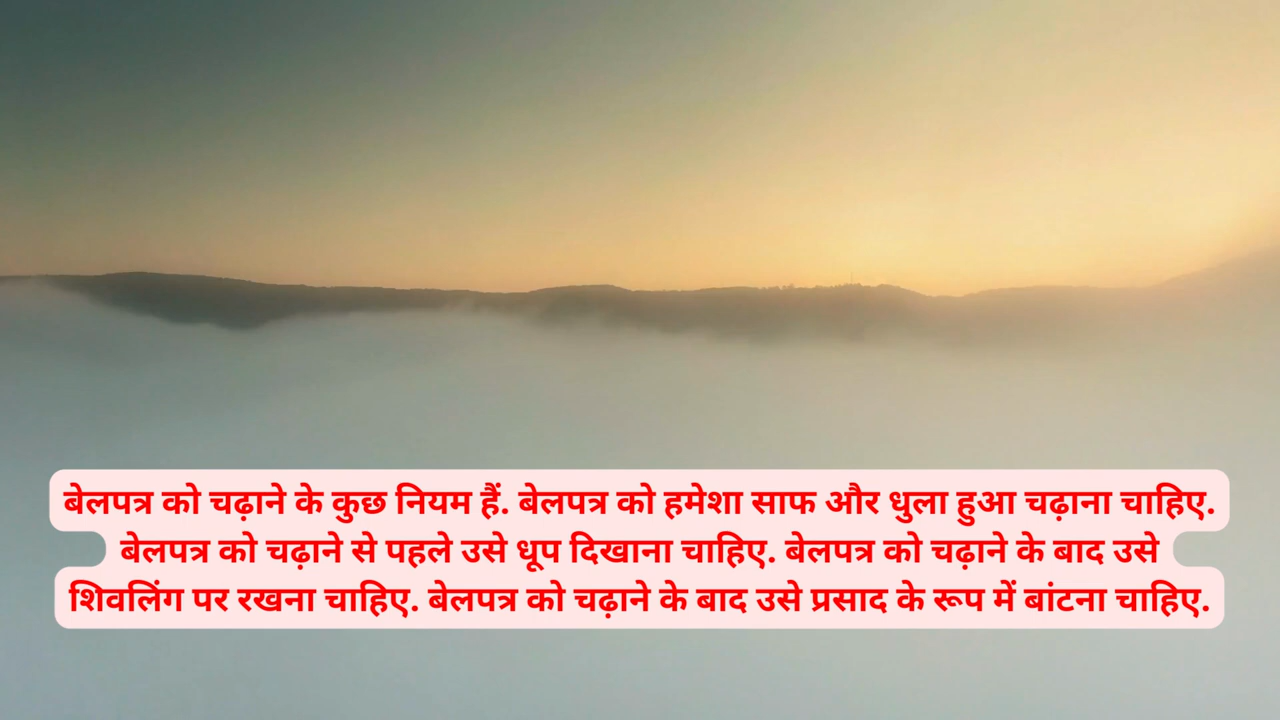 बेलपत्र को चढ़ाने के कुछ नियम हैं. बेलपत्र को हमेशा साफ और धुला हुआ चढ़ाना चाहिए.
बेलपत्र को चढ़ाने से पहले उसे धूप दिखाना चाहिए. बेलपत्र को चढ़ाने के बाद उसे
शिवलिंग पर रखना चाहिए. बेलपत्र को चढ़ाने के बाद उसे प्रसाद के रूप में बांटना चाहिए.